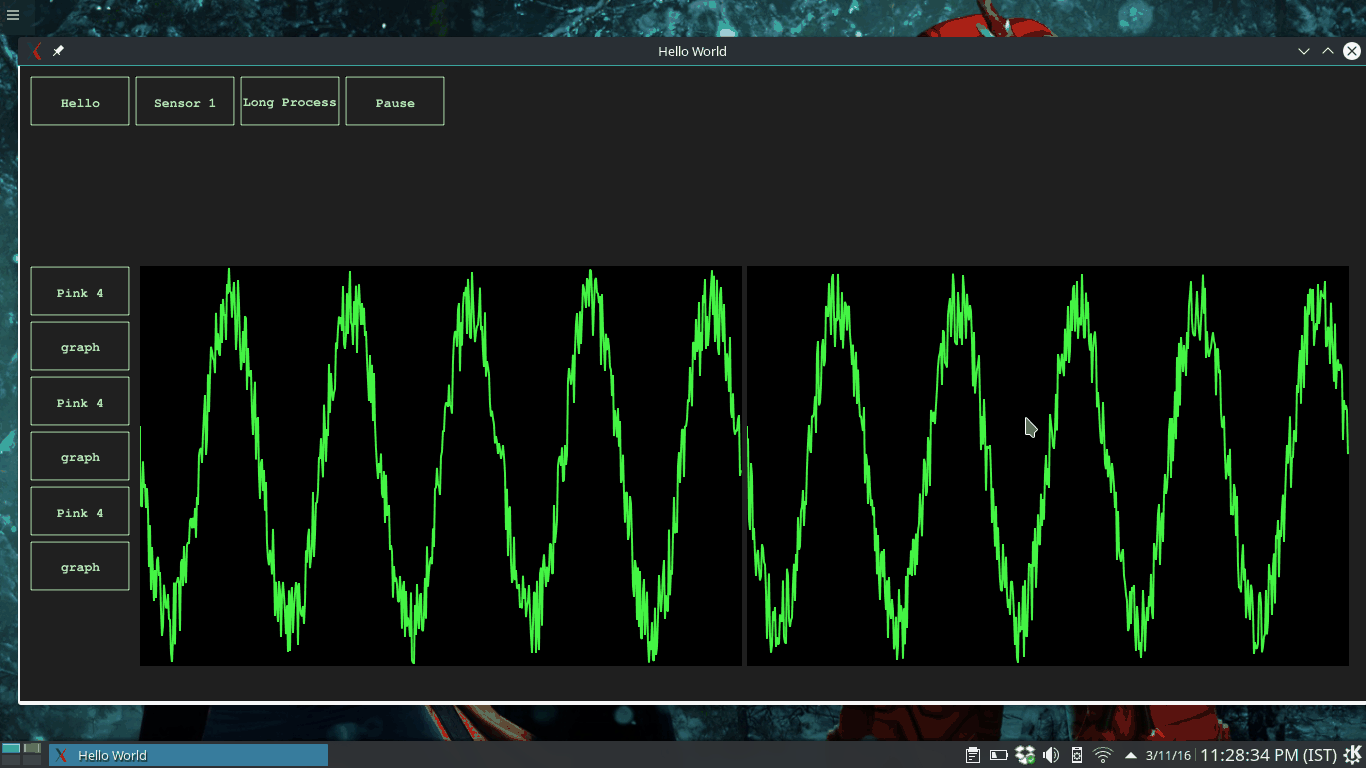 Hello World
Hello
Sensor 1
Long Process
Pause
Pink 4
graph
Pink 4
graph
Pink 4
graph
Hello World
3/11/16
11:28:34 PM (IST)